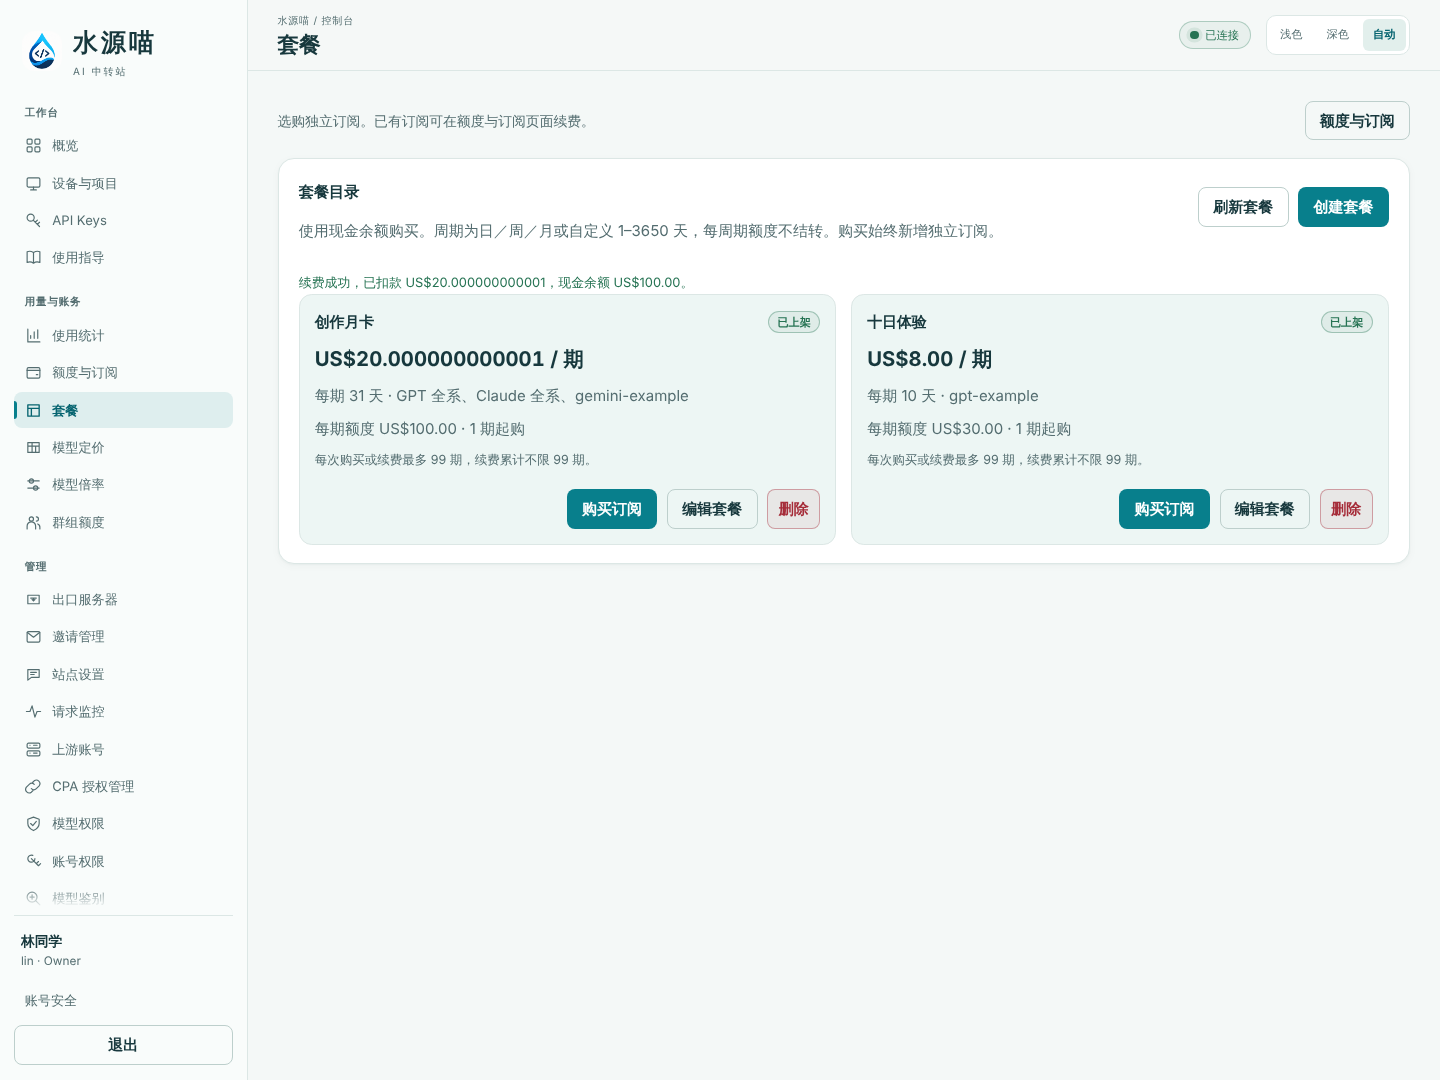 水源喵
AI 中转站
工作台
概览
设备与项目
API Keys
使用指导
用量与账务
使用统计
额度与订阅
套餐
模型定价
模型倍率
群组额度
管理
出口服务器
邀请管理
站点设置
请求监控
上游账号
CPA 授权管理
模型权限
账号权限
模型鉴别
林同学
lin · Owner
账号安全
退出
水源喵 / 控制台
套餐
已连接
浅色
深色
自动
选购独立订阅。已有订阅可在额度与订阅页面续费。
额度与订阅
套餐目录
使用现金余额购买。周期为日／周／月或自定义 1–3650 天，每周期额度不结转。购买始终新增独立订阅。
刷新套餐
创建套餐
续费成功，已扣款 US$20.000000000001，现金余额 US$100.00。
创作月卡
已上架
US$20.000000000001 / 期
每期 31 天 · GPT 全系、Claude 全系、gemini-example
每期额度 US$100.00 · 1 期起购
每次购买或续费最多 99 期，续费累计不限 99 期。
购买订阅
编辑套餐
删除
十日体验
已上架
US$8.00 / 期
每期 10 天 · gpt-example
每期额度 US$30.00 · 1 期起购
每次购买或续费最多 99 期，续费累计不限 99 期。
购买订阅
编辑套餐
删除